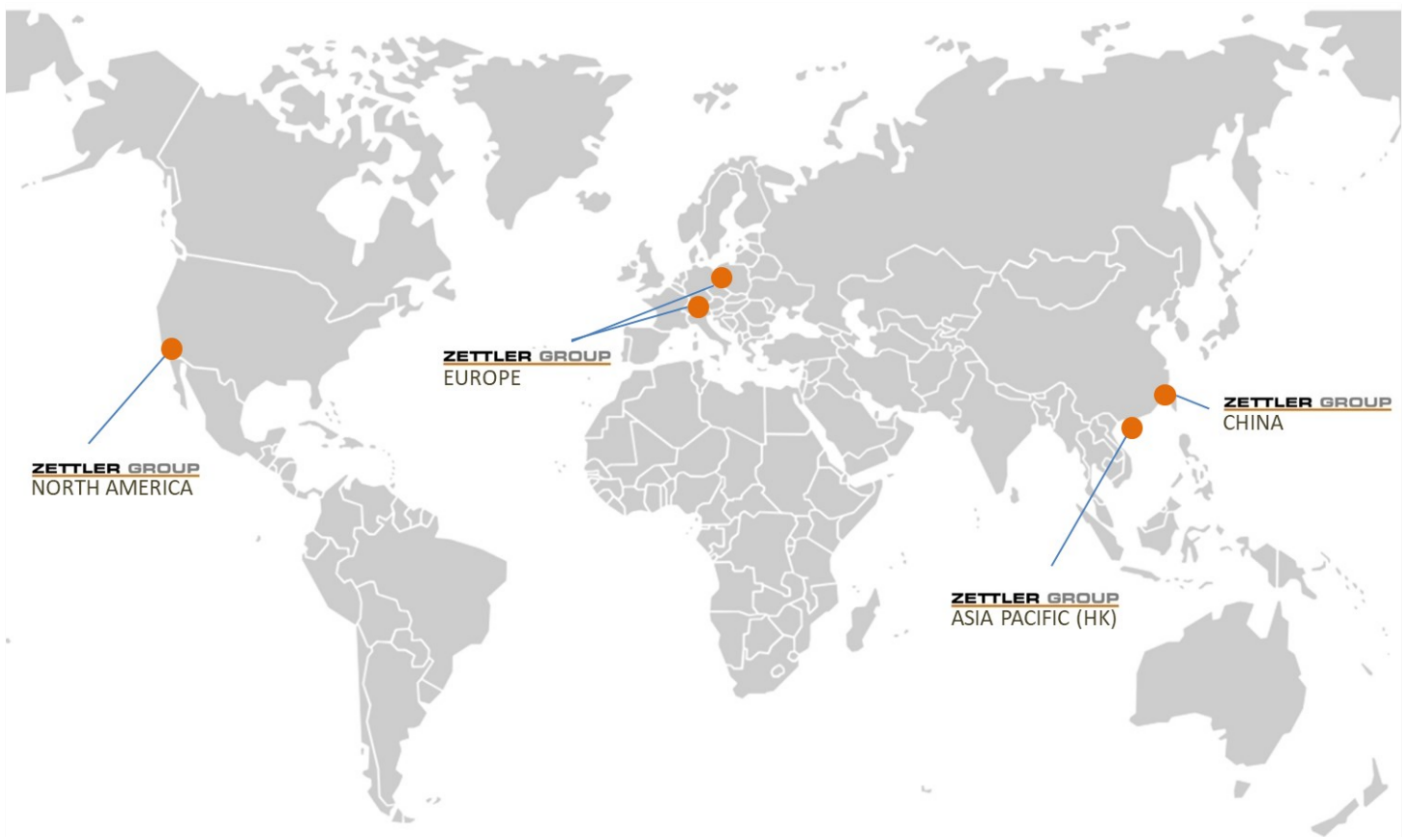 ZETTLER GROUP
EUROPE
ZETTLER GROUP
CHINA
ZETTLER GROUP
NORTH AMERICA
ZETTLER GROUP
ASIA PACIFIC (HK)